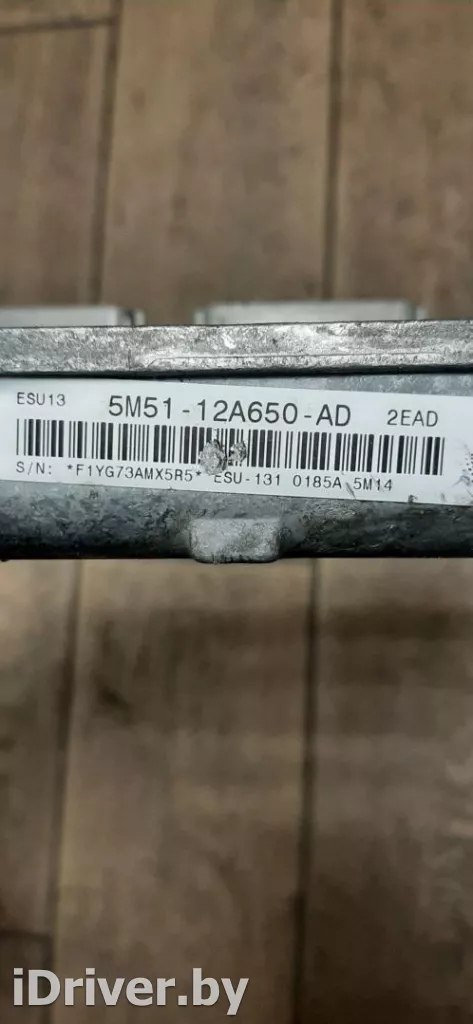 ESU13 5M51-12A650-AD 2EAD
S/N: *F1YG73AMX5R5* ESU-131 0185A 5M14
iDriver.by